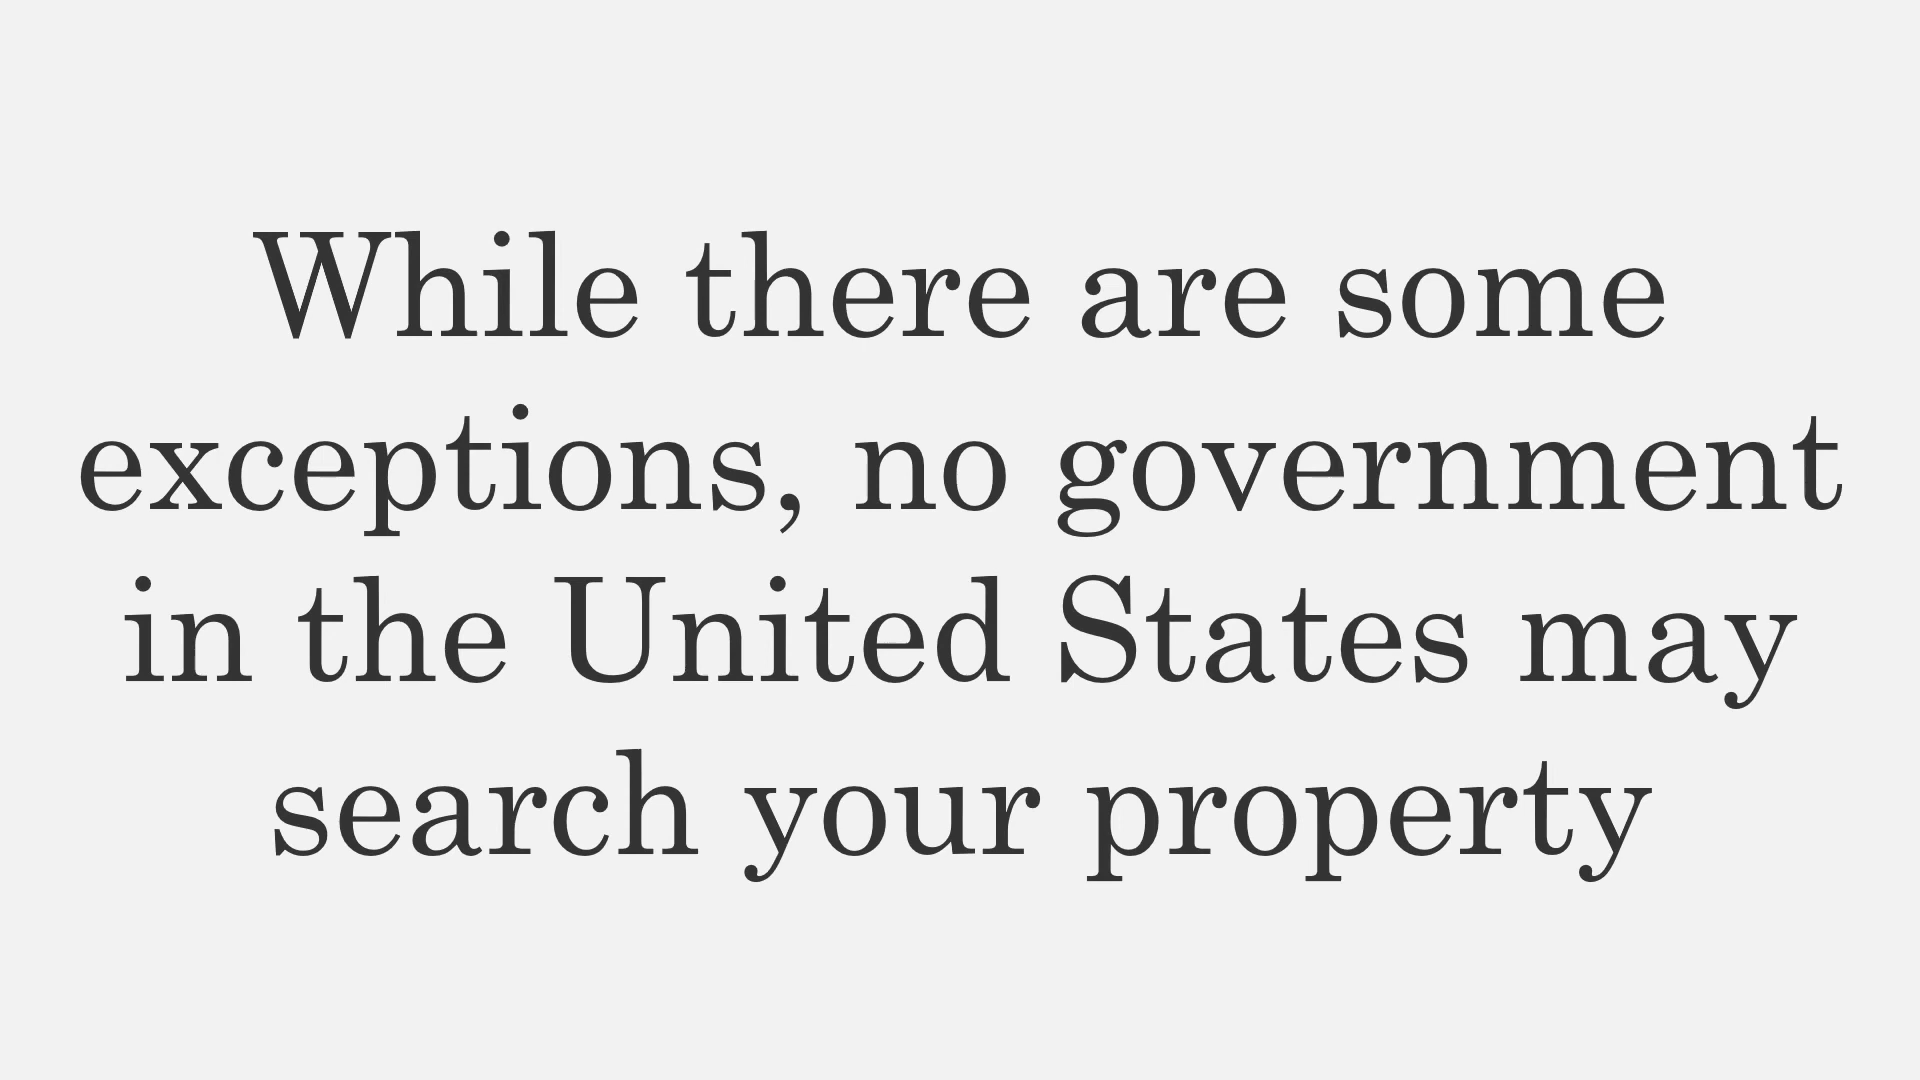 While there are some
exceptions, no government
in the United States may
search your property